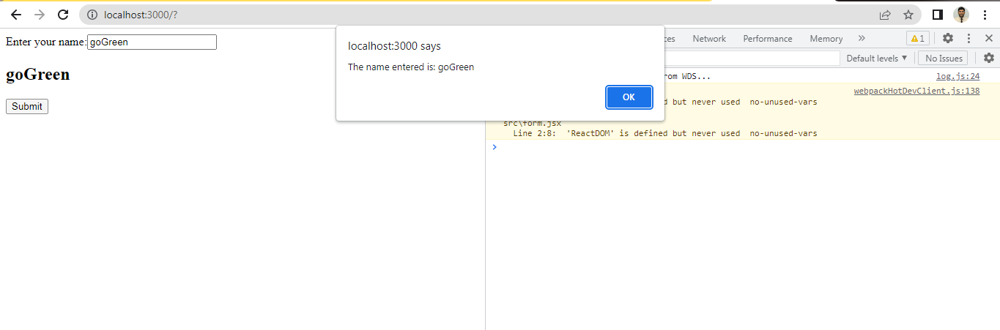 localhost:3000/?
Enter your name: goGreen
goGreen
Submit
localhost:3000 says
The name entered is: goGreen
OK
Network Performance Memory » 1
Default levels ▼ No Issues
rom WDS... log.js:24
webpackHotDevClient.js:138
d but never used no-unused-vars
src\form.jsx
Line 2:8: 'ReactDOM' is defined but never used no-unused-vars
>